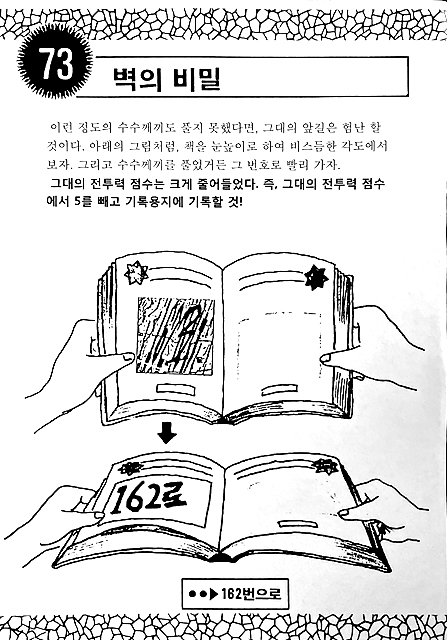 73
벽의 비밀
이런 정도의 수수께끼도 풀지 못했다면, 그대의 앞길은 험난 할
것이다. 아래의 그림처럼, 책을 눈높이로 하여 비스듬한 각도에서
보자. 그리고 수수께끼를 풀었거든 그 번호로 빨리 가자.
그대의 전투력 점수는 크게 줄어들었다. 즉, 그대의 전투력 점수
에서 5를 빼고 기록용지에 기록할 것!
162로
●●▶162번으로